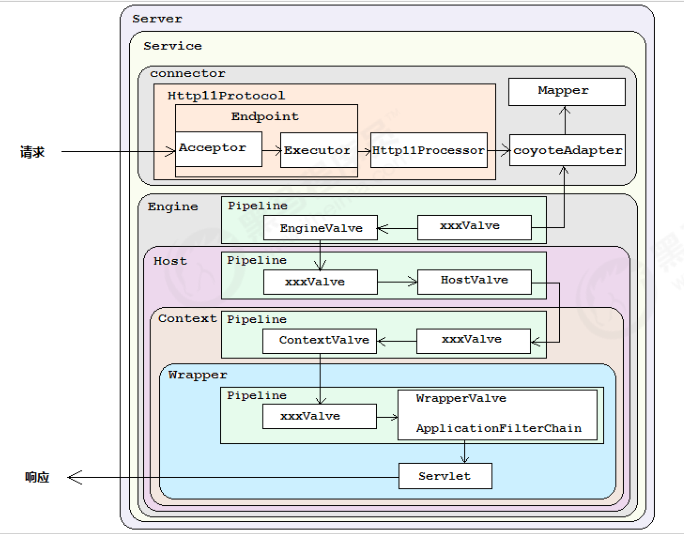 Server
Service
connector
Http11Protocol
Endpoint
Mapper
请求
Acceptor
Executor
Http11Processor
coyoteAdapter
Engine
Pipeline
EngineValve
xxxValve
Host
Pipeline
xxxValve
HostValve
Context
Pipeline
ContextValve
xxxValve
Wrapper
Pipeline
xxxValve
WrapperValve
ApplicationFilterChain
响应
Servlet